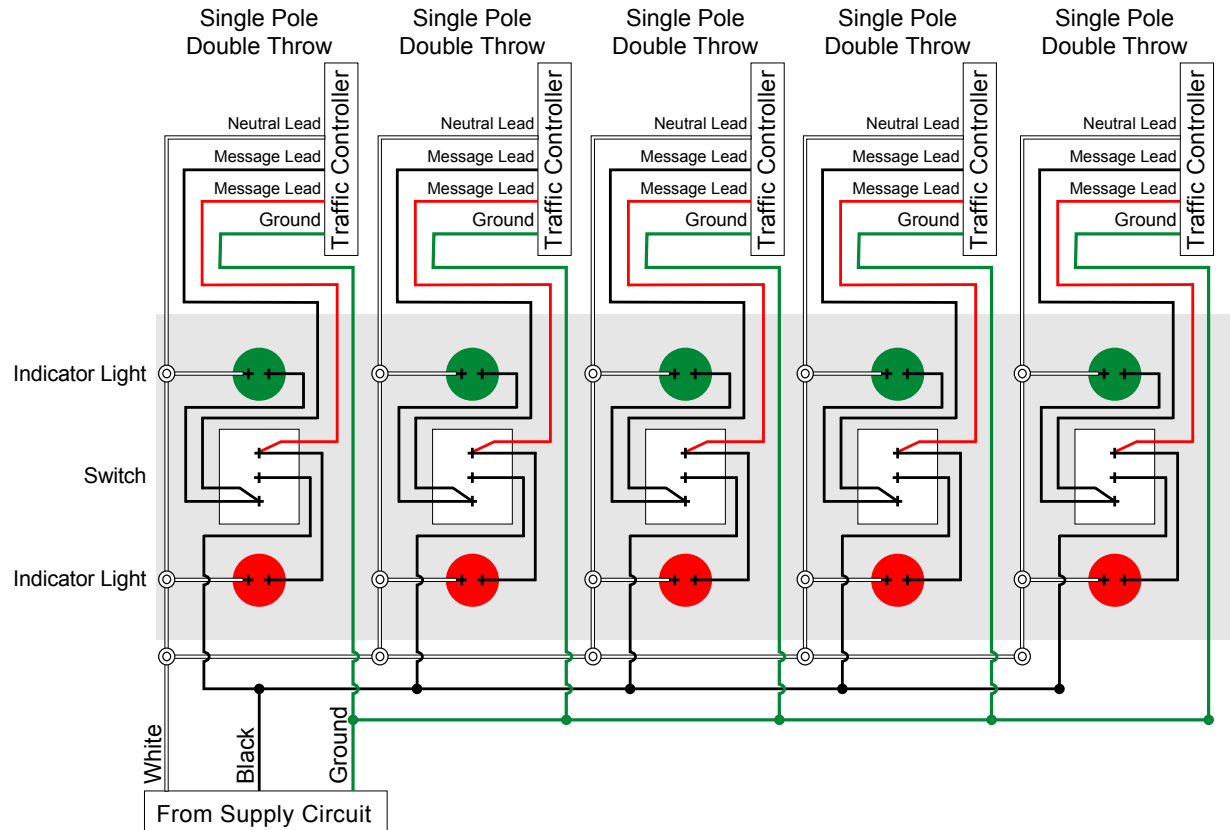 Single Pole
Double Throw
Single Pole
Double Throw
Single Pole
Double Throw
Single Pole
Double Throw
Single Pole
Double Throw
Neutral Lead
Message Lead
Message Lead
Ground
Traffic Controller
Neutral Lead
Message Lead
Message Lead
Ground
Traffic Controller
Neutral Lead
Message Lead
Message Lead
Ground
Traffic Controller
Neutral Lead
Message Lead
Message Lead
Ground
Traffic Controller
Neutral Lead
Message Lead
Message Lead
Ground
Traffic Controller
Indicator Light
Switch
Indicator Light
White
Black
Ground
From Supply Circuit